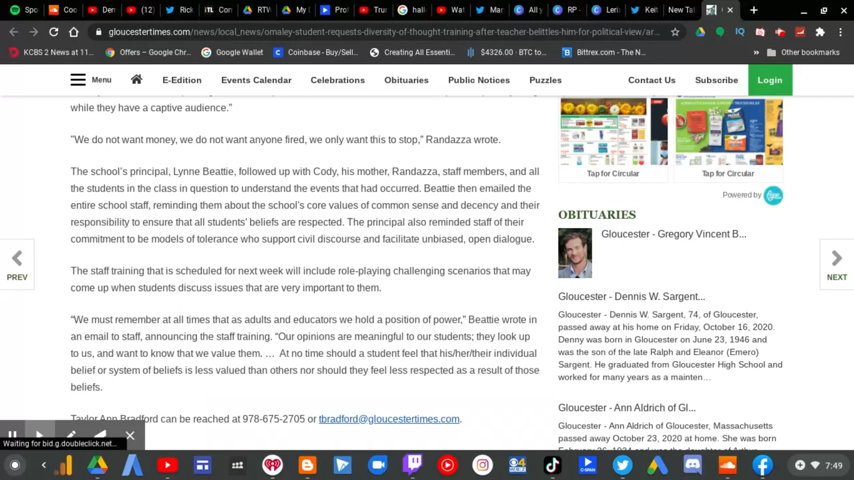 Spo
Coo
Den
(12)
Rick
COM
RTV
My I
Prof
Tru
hall
Wat
Mar
All y
RP -
Leri
Keit
New Tab
gloucestertimes.com/news/local_news/omaley-student-requests-diversity-of-thought-training-after-teacher-belittles-him-for-political-view/ar...
KCBS 2 News at 11...
Offers – Google Chr...
Google Wallet
Coinbase - Buy/Sell...
Creating All Essenti...
$4326.00 - BTC to...
Bittrex.com - The N...
Other bookmarks
Menu
E-Edition
Events Calendar
Celebrations
Obituaries
Public Notices
Puzzles
Contact Us
Subscribe
Login
while they have a captive audience.”
"We do not want money, we do not want anyone fired, we only want this to stop,” Randazza wrote.
The school’s principal, Lynne Beattie, followed up with Cody, his mother, Randazza, staff members, and all
the students in the class in question to understand the events that had occurred. Beattie then emailed the
entire school staff, reminding them about the school’s core values of common sense and decency and their
responsibility to ensure that all students’ beliefs are respected. The principal also reminded staff of their
commitment to be models of tolerance who support civil discourse and facilitate unbiased, open dialogue.
The staff training that is scheduled for next week will include role-playing challenging scenarios that may
come up when students discuss issues that are very important to them.
“We must remember at all times that as adults and educators we hold a position of power,” Beattie wrote in
an email to staff, announcing the staff training. “Our opinions are meaningful to our students; they look up
to us, and want to know that we value them. … At no time should a student feel that his/her/their individual
belief or system of beliefs is less valued than others nor should they feel less respected as a result of those
beliefs.
Taylor Ann Bradford can be reached at 978-675-2705 or tbradford@gloucestertimes.com.
PREV
NEXT
Tap for Circular
Tap for Circular
Powered by
OBITUARIES
Gloucester - Gregory Vincent B...
Gloucester - Dennis W. Sargent...
Gloucester - Dennis W. Sargent, 74, of Gloucester,
passed away at his home on Friday, October 16, 2020.
Denny was born in Gloucester on June 23, 1946 and
was the son of the late Ralph and Eleanor (Emero)
Sargent. He graduated from Gloucester High School and
worked for many years as a mainten...
Gloucester - Ann Aldrich of Gl...
Gloucester - Ann Aldrich of Gloucester, Massachusetts
passed away October 23, 2020 at home. She was born
Waiting for bid.g.doubleclick.net...
7:49